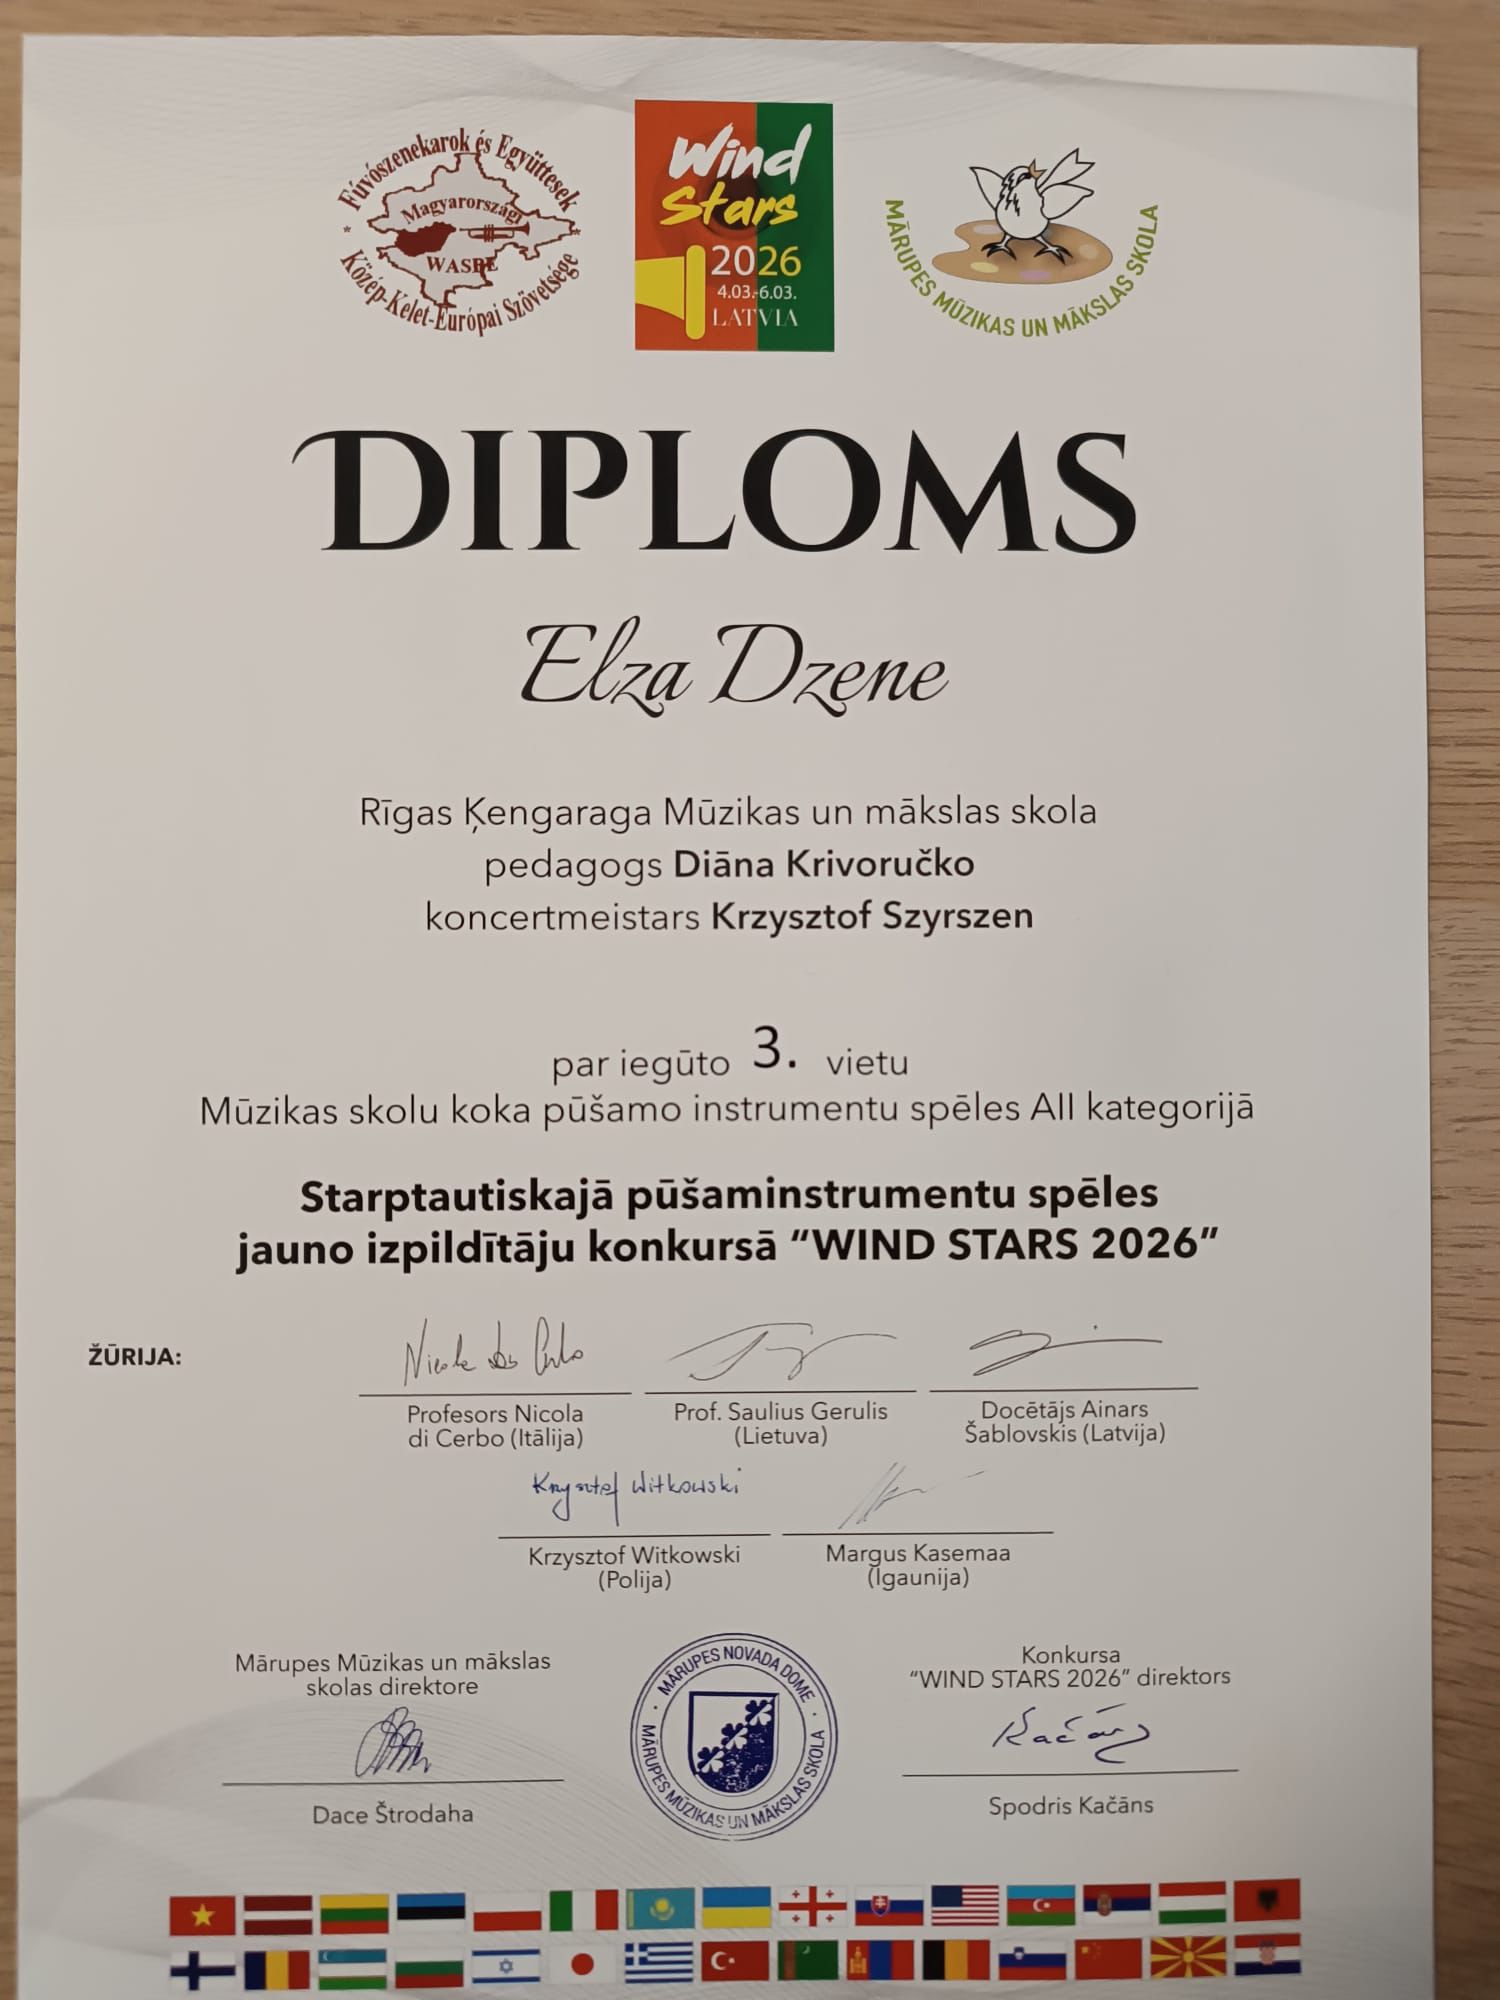 Fúvószenekarok és Együttesek
Magyarországi
WASBE
Közép-Kelet-Európai Szövetsége
Wind
Stars
2026
4.03.-6.03.
LATVIA
MĀRUPES MŪZIKAS UN MĀKSLAS SKOLA
DIPLOMS
Elza Dzene
Rīgas Ķengaraga Mūzikas un mākslas skola
pedagogs Diāna Krivoručko
koncertmeistars Krzysztof Szyrszen
par iegūto 3. vietu
Mūzikas skolu koka pūšamo instrumentu spēles AII kategorijā
Starptautiskajā pūšaminstrumentu spēles
jauno izpildītāju konkursā “WIND STARS 2026”
ŽŪRIJA:
Profesors Nicola
di Cerbo (Itālija)
Prof. Saulius Gerulis
(Lietuva)
Docētājs Ainars
Šablovskis (Latvija)
Krzysztof Witkowski
Krzysztof Witkowski
(Polija)
Margus Kasemaa
(Igaunija)
Mārupes Mūzikas un mākslas
skolas direktore
Dace Štrodaha
MĀRUPES NOVADA DOME
MĀRUPES MŪZIKAS UN MĀKSLAS SKOLA
Konkursa
“WIND STARS 2026” direktors
Kačāns
Spodris Kačāns